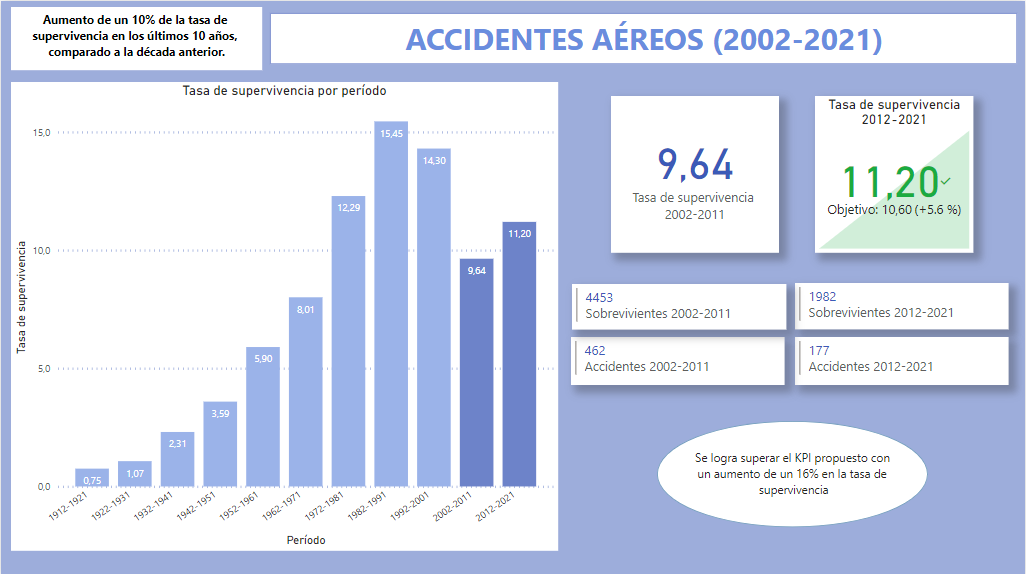 Aumento de un 10% de la tasa de
supervivencia en los últimos 10 años,
comparado a la década anterior.
ACCIDENTES AÉREOS (2002-2021)
Tasa de supervivencia por período
Tasa de supervivencia
15,0
10,0
5,0
0,0
0,75
1,07
2,31
3,59
5,90
8,01
12,29
15,45
14,30
9,64
11,20
1912-1921
1922-1931
1932-1941
1942-1951
1952-1961
1962-1971
1972-1981
1982-1991
1992-2001
2002-2011
2012-2021
Período
9,64
Tasa de supervivencia
2002-2011
Tasa de supervivencia
2012-2021
11,20
Objetivo: 10,60 (+5.6 %)
4453
Sobrevivientes 2002-2011
1982
Sobrevivientes 2012-2021
462
Accidentes 2002-2011
177
Accidentes 2012-2021
Se logra superar el KPI propuesto con
un aumento de un 16% en la tasa de
supervivencia